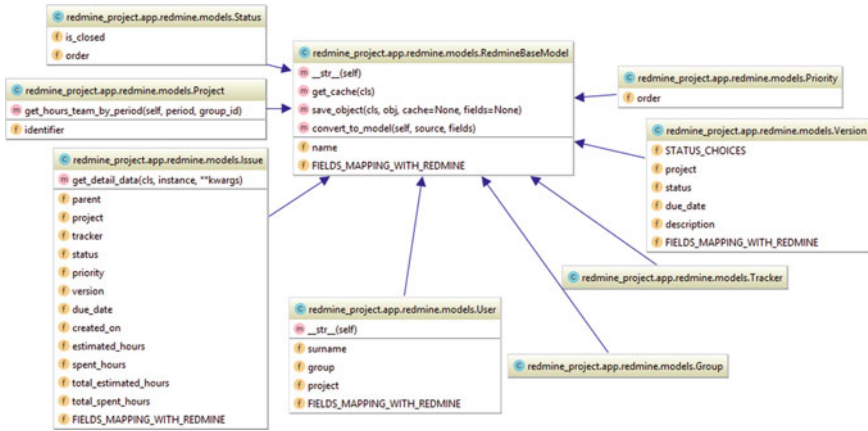 redmine_project.app.redmine.models.Status
is_closed
order
redmine_project.app.redmine.models.Project
get_hours_team_by_period(self, period, group_id)
identifier
redmine_project.app.redmine.models.Issue
get_detail_data(cls, instance, **kwargs)
parent
project
tracker
status
priority
version
due_date
created_on
estimated_hours
spent_hours
total_estimated_hours
total_spent_hours
FIELDS_MAPPING_WITH_REDMINE
redmine_project.app.redmine.models.RedmineBaseModel
__str__(self)
get_cache(cls)
save_object(cls, obj, cache=None, fields=None)
convert_to_model(self, source, fields)
name
FIELDS_MAPPING_WITH_REDMINE
redmine_project.app.redmine.models.User
__str__(self)
surname
group
project
FIELDS_MAPPING_WITH_REDMINE
redmine_project.app.redmine.models.Priority
order
redmine_project.app.redmine.models.Version
STATUS_CHOICES
project
status
due_date
description
FIELDS_MAPPING_WITH_REDMINE
redmine_project.app.redmine.models.Tracker
redmine_project.app.redmine.models.Group